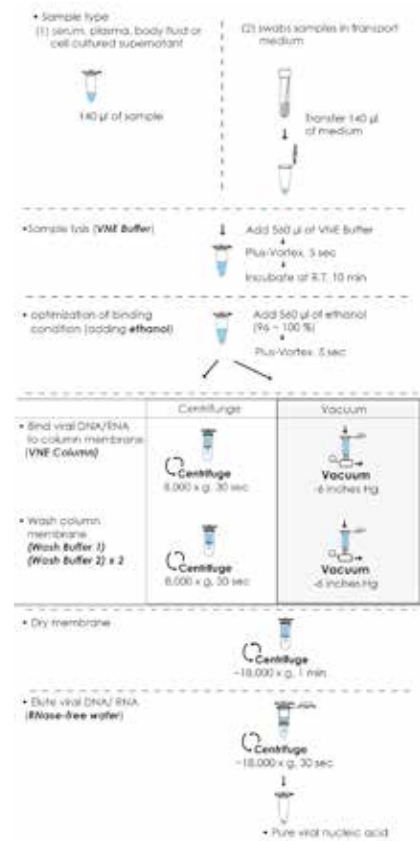 • Sample type
(1) serum, plasma, body fluid or
cell cultured supernatant
140 µl of sample
(2) swabs samples in transport
medium
Transfer 140 µl
of medium
•Sample lysis (VNE Buffer)
Add 560 µl of VNE Buffer
Plus-Vortex, 5 sec
Incubate at R.T. 10 min
• optimization of binding
condition (adding ethanol)
Add 560 µl of ethanol
(96 ~ 100 %)
Plus-Vortex 5 sec
Centrifunge
Vacuum
• Bind viral DNA/RNA
to column membrane
(VNE Column)
Centrifuge
8,000 x g, 30 sec
Vacuum
-6 inches Hg
• Wash column
membrane
(Wash Buffer 1)
(Wash Buffer 2) x 2
Centrifuge
8,000 x g, 30 sec
Vacuum
-6 inches Hg
• Dry membrane
Centrifuge
~18,000 x g, 1 min
• Elute viral DNA/ RNA
(RNase-free water)
Centrifuge
~18,000 x g, 30 sec
• Pure viral nucleic acid